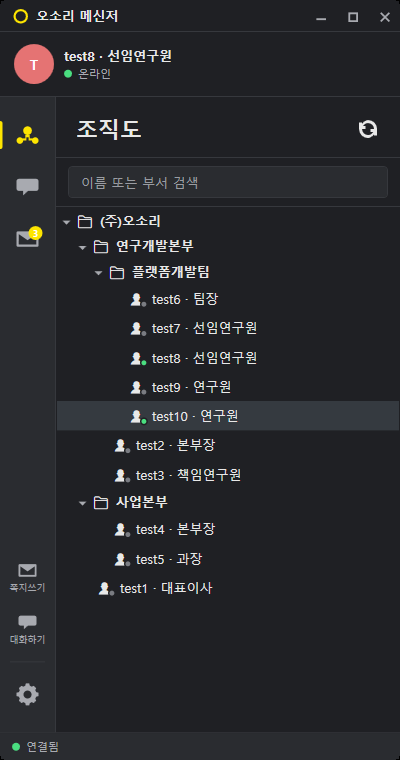 오소리 메신저
T
test8 · 선임연구원
온라인
조직도
이름 또는 부서 검색
3
(주)오소리
연구개발본부
플랫폼개발팀
test6 · 팀장
test7 · 선임연구원
test8 · 선임연구원
test9 · 연구원
test10 · 연구원
test2 · 본부장
test3 · 책임연구원
사업본부
test4 · 본부장
test5 · 과장
test1 · 대표이사
쪽지쓰기
대화하기
연결됨